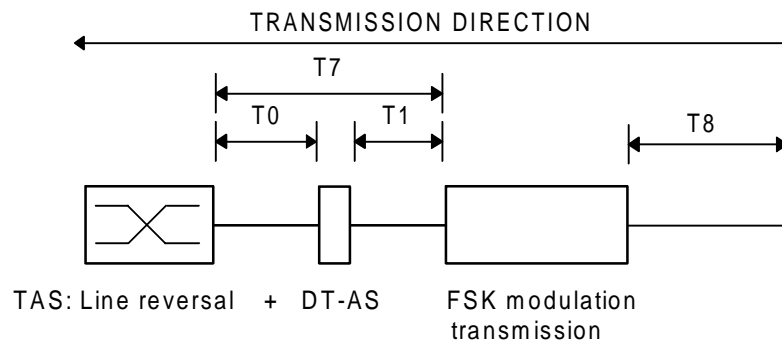 TRANSMISSION DIRECTION
T7
T0 T1 T8
TAS: Line reversal + DT-AS FSK modulation
transmission